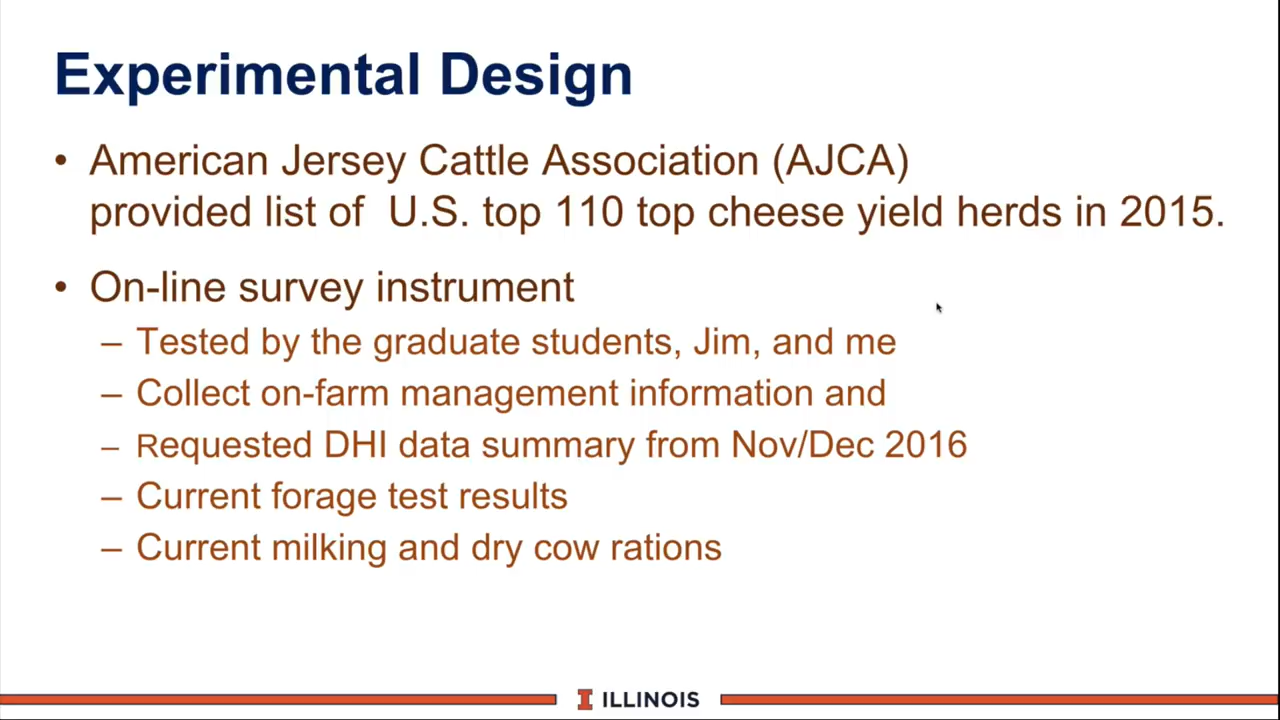 Experimental Design
• American Jersey Cattle Association (AJCA)
provided list of  U.S. top 110 top cheese yield herds in 2015.
• On-line survey instrument
– Tested by the graduate students, Jim, and me
– Collect on-farm management information and
– Requested DHI data summary from Nov/Dec 2016
– Current forage test results
– Current milking and dry cow rations
I ILLINOIS